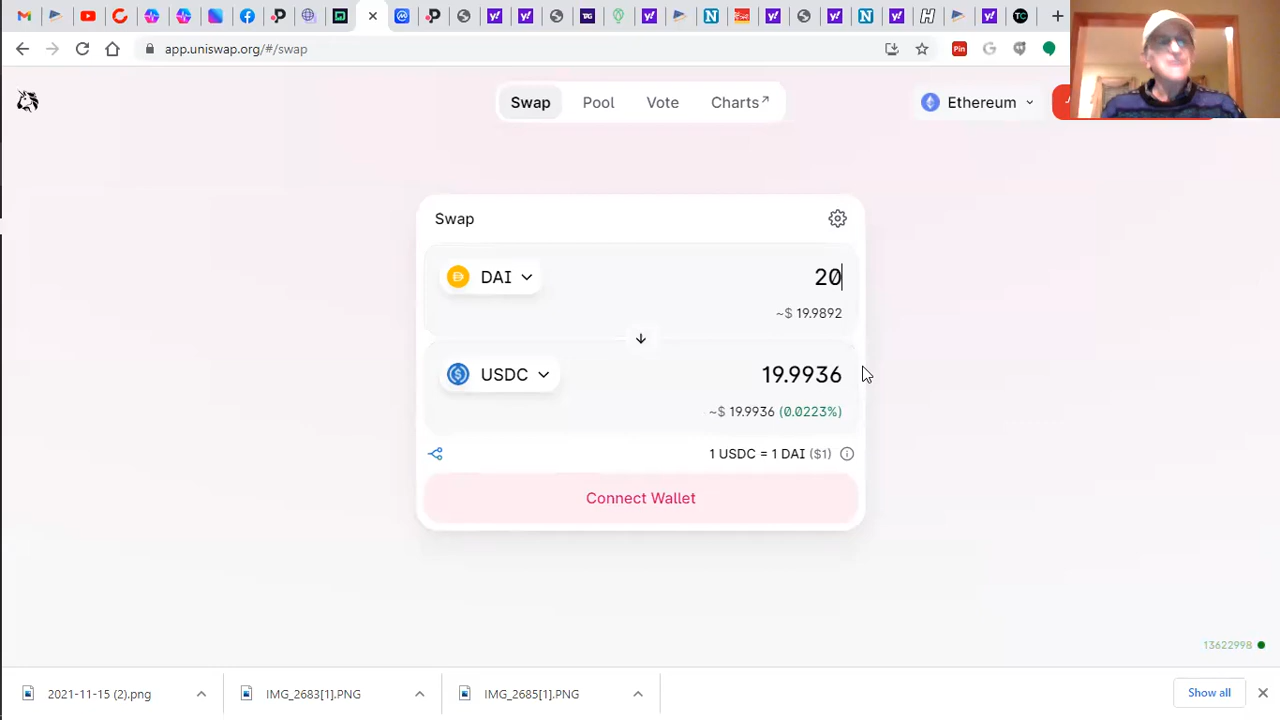 app.uniswap.org/#/swap
Swap Pool Vote Charts↗ Ethereum
Swap
DAI 20
~$ 19.9892
USDC 19.9936
~$ 19.9936 (0.0223%)
1 USDC = 1 DAI ($1)
Connect Wallet
13622998
2021-11-15 (2).png IMG_2683[1].PNG IMG_2685[1].PNG Show all